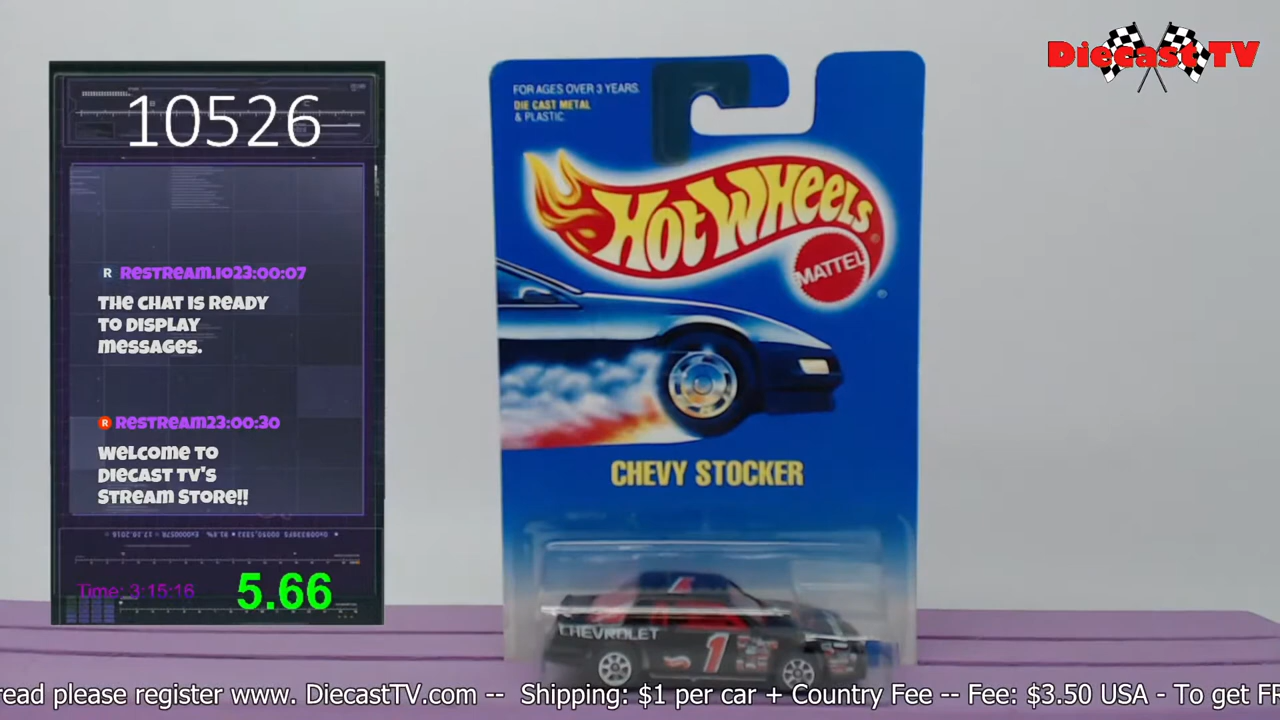 Diecast TV
10526
R Restream.io23:00:07
THE CHAT IS READY
TO DISPLAY
MESSAGES.
R Restream23:00:30
WELCOME TO
DIECAST TV'S
STREAM STORE!!
Time: 3:15:16
5.66
FOR AGES OVER 3 YEARS.
DIE CAST METAL
& PLASTIC.
HOT WHEELS
®
MATTEL
®
CHEVY STOCKER
CHEVROLET
1
read please register www. DiecastTV.com -- Shipping: $1 per car + Country Fee -- Fee: $3.50 USA - To get FR